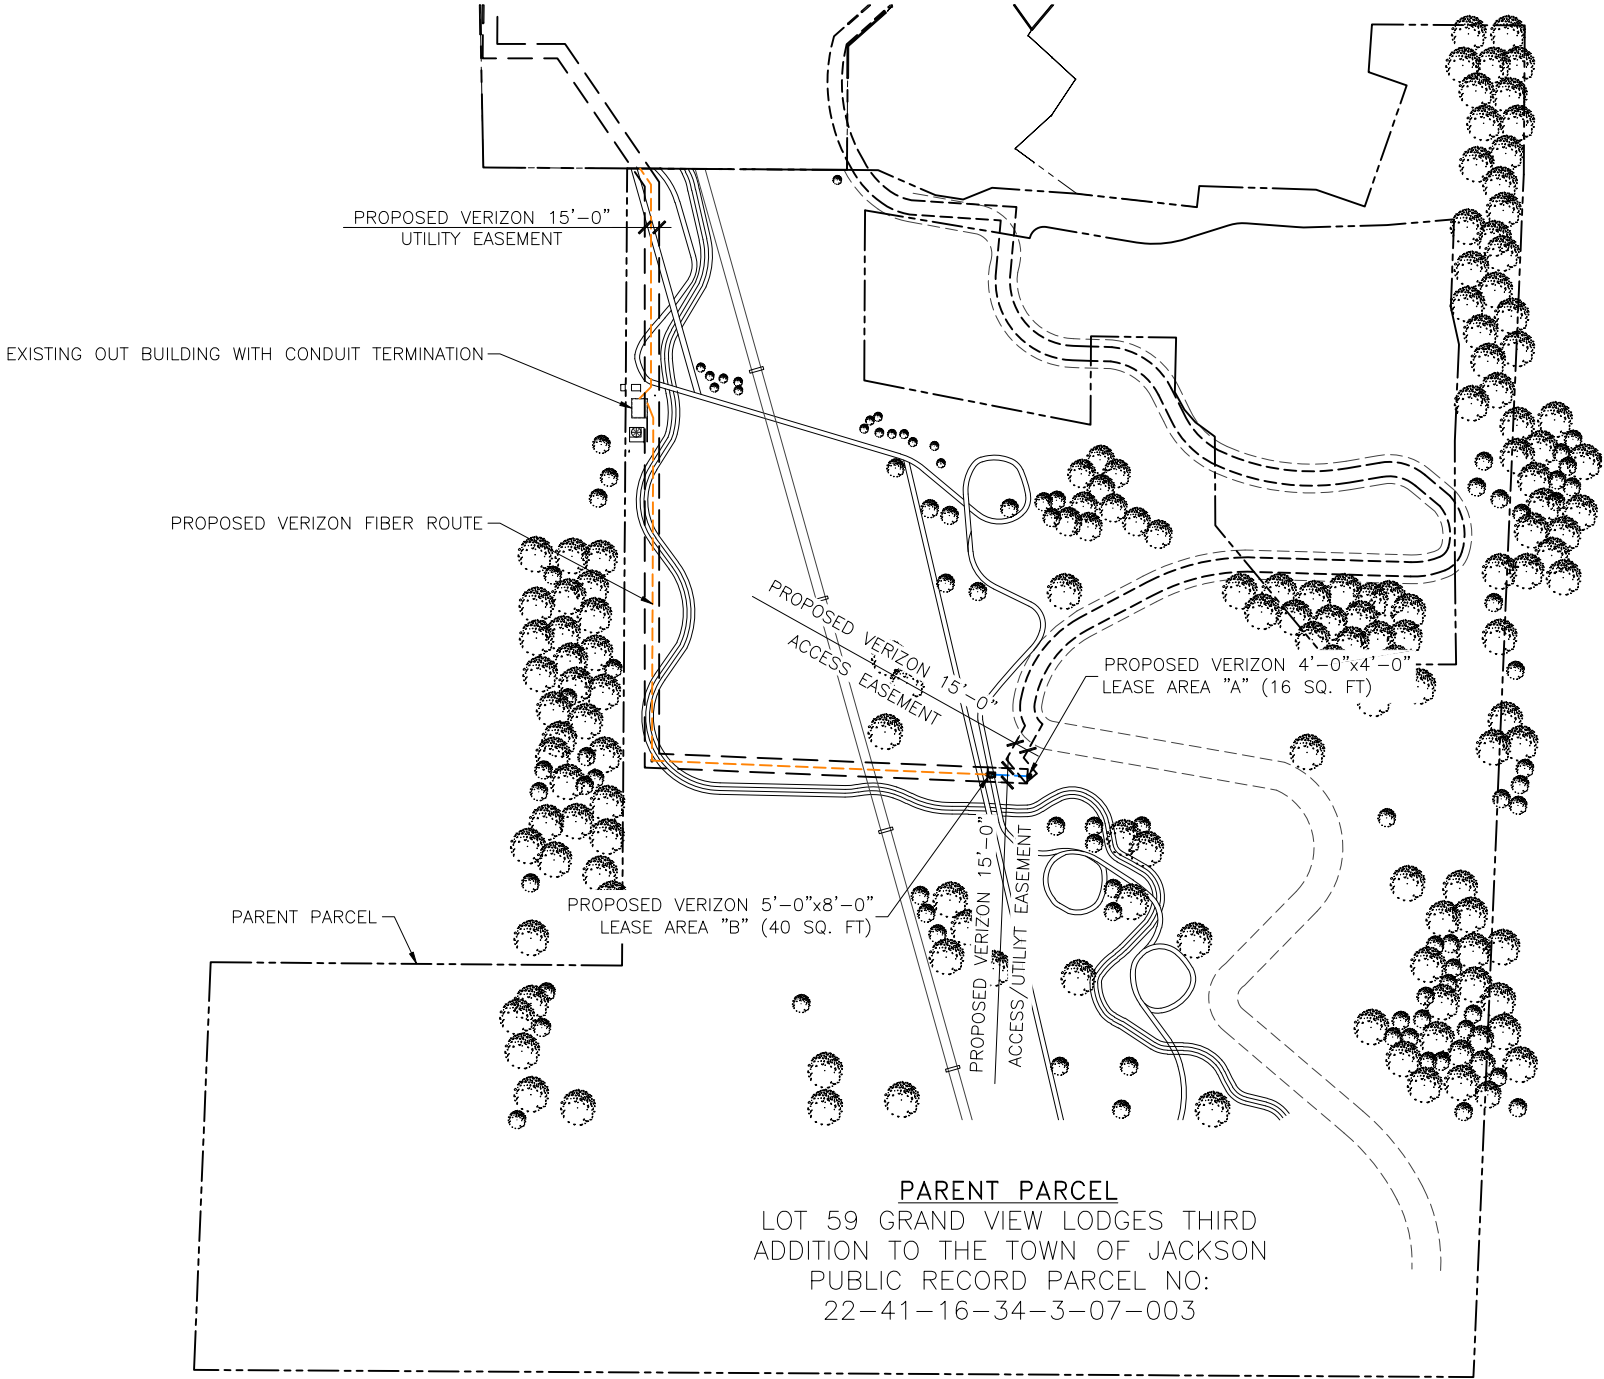 PROPOSED VERIZON 15'-0"
UTILITY EASEMENT
EXISTING OUT BUILDING WITH CONDUIT TERMINATION
PROPOSED VERIZON FIBER ROUTE
PROPOSED VERIZON 15'-0"
ACCESS EASEMENT
PROPOSED VERIZON 4'-0"x4'-0"
LEASE AREA "A" (16 SQ. FT)
PROPOSED VERIZON 5'-0"x8'-0"
LEASE AREA "B" (40 SQ. FT)
PROPOSED VERIZON 15'-0"
ACCESS/UTILIYT EASEMENT
PARENT PARCEL
PARENT PARCEL
LOT 59 GRAND VIEW LODGES THIRD
ADDITION TO THE TOWN OF JACKSON
PUBLIC RECORD PARCEL NO:
22-41-16-34-3-07-003